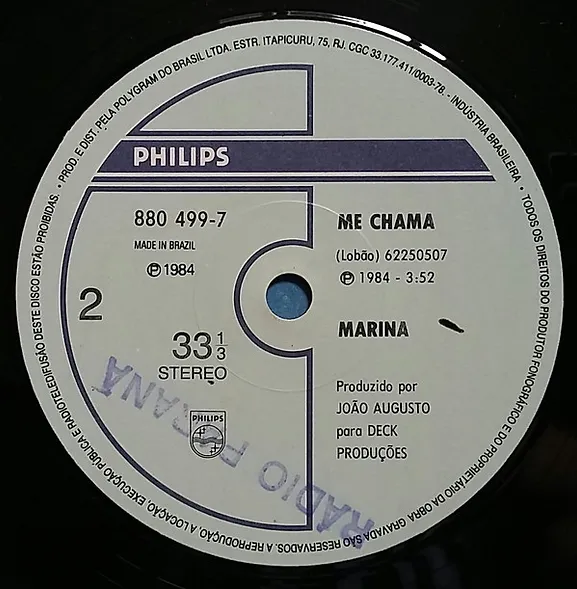 • PROD. E DIST. PELA POLYGRAM DO BRASIL LTDA. ESTR. ITAPICURU, 75, RJ. CGC 33.177.411/0003-78. - INDÚSTRIA BRASILEIRA • TODOS OS DIREITOS DO PRODUTOR FONOGRÁFICO E DO PROPRIETÁRIO DA OBRA GRAVADA SÃO RESERVADOS. A REPRODUÇÃO, A LOCAÇÃO, EXECUÇÃO PÚBLICA E RADIOTELEDIFUSÃO DESTE DISCO ESTÃO PROIBIDAS.
PHILIPS
880 499-7
MADE IN BRAZIL
℗ 1984
2
33 1/3
STEREO
PHILIPS
ME CHAMA
(Lobão) 62250507
℗ 1984 - 3:52
MARINA
Produzido por
JOÃO AUGUSTO
para DECK
PRODUÇÕES
RÁDIO PARANÁ